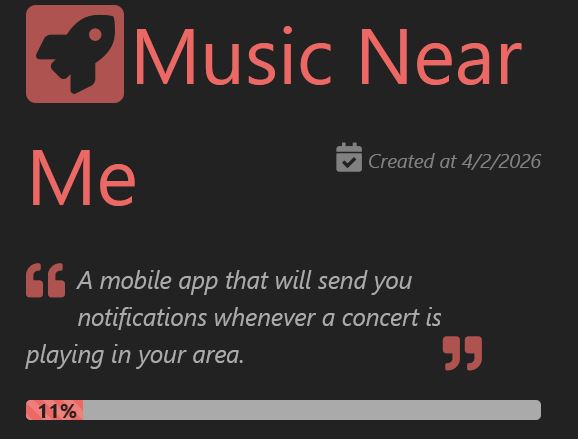 Music Near
Me
Created at 4/2/2026
A mobile app that will send you
notifications whenever a concert is
playing in your area.
11%